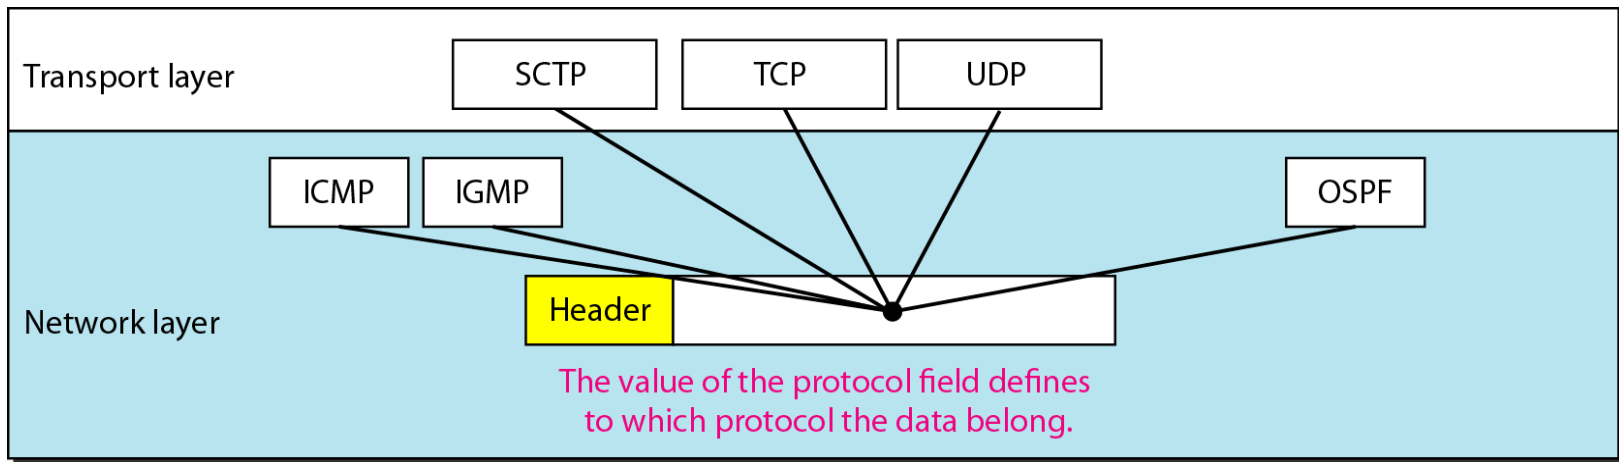 Transport layer
SCTP
TCP
UDP
ICMP
IGMP
OSPF
Network layer
Header
The value of the protocol field defines
to which protocol the data belong.